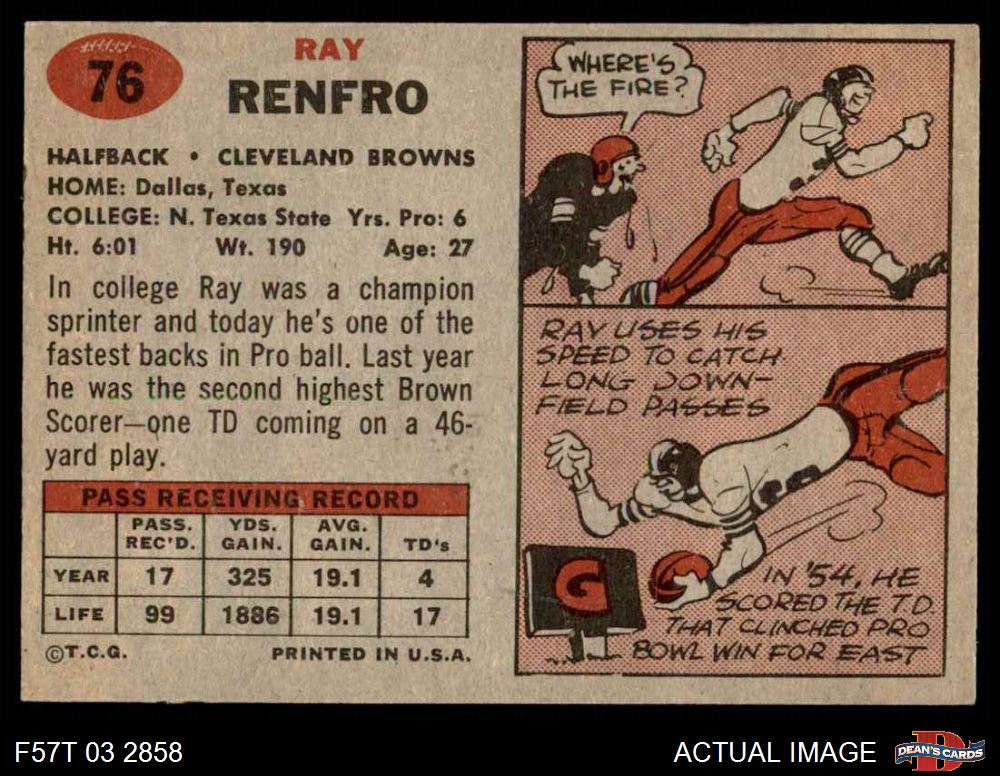 76
RAY
RENFRO
HALFBACK • CLEVELAND BROWNS
HOME: Dallas, Texas
COLLEGE: N. Texas State Yrs. Pro: 6
Ht. 6:01 Wt. 190 Age: 27
In college Ray was a champion
sprinter and today he's one of the
fastest backs in Pro ball. Last year
he was the second highest Brown
Scorer—one TD coming on a 46-
yard play.
PASS RECEIVING RECORD
PASS. REC'D. YDS. GAIN. AVG. GAIN. TD's
YEAR 17 325 19.1 4
LIFE 99 1886 19.1 17
©T.C.G. PRINTED IN U.S.A.
WHERE'S
THE FIRE?
RAY USES HIS
SPEED TO CATCH
LONG DOWN-
FIELD PASSES
G
IN '54, HE
SCORED THE TD
THAT CLINCHED PRO
BOWL WIN FOR EAST
F57T 03 2858
ACTUAL IMAGE
D
DEAN'S CARDS